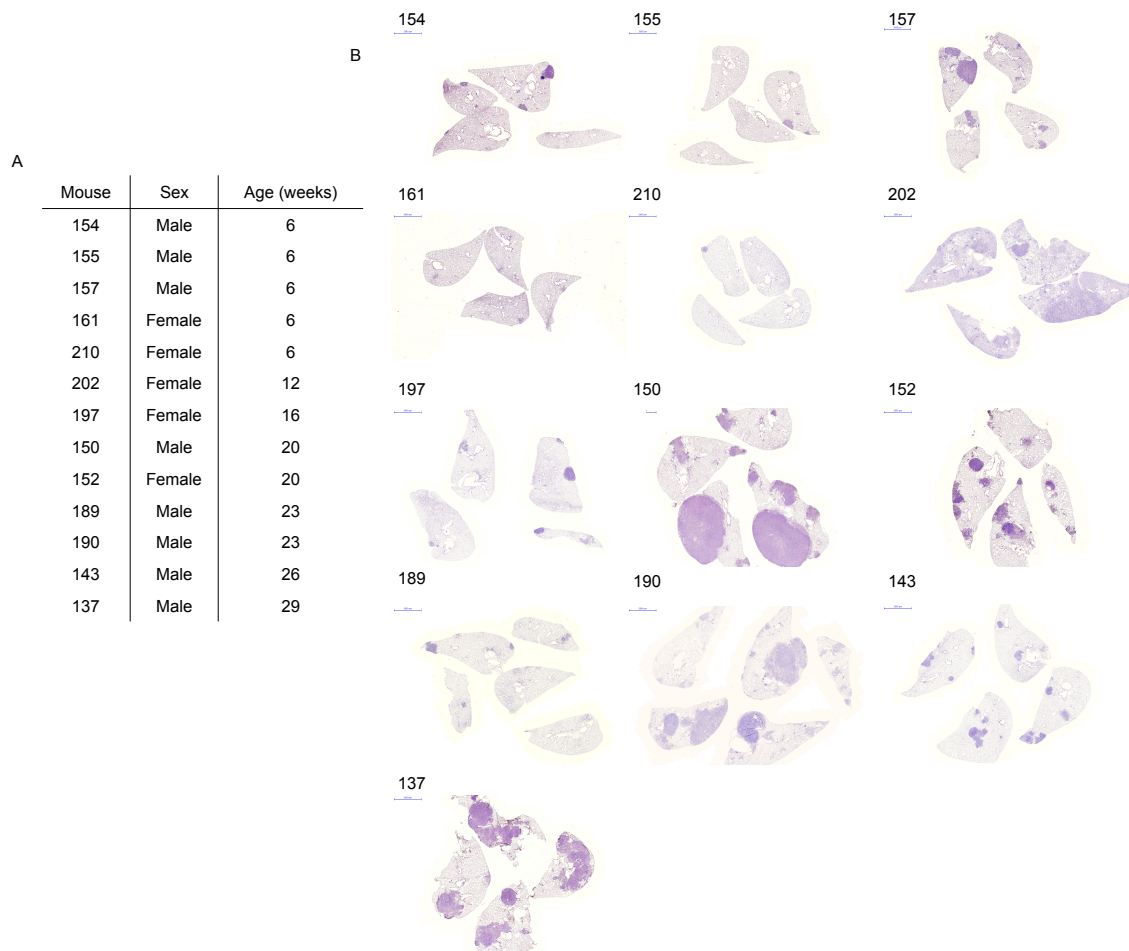 A
Mouse Sex Age (weeks)
154 Male 6
155 Male 6
157 Male 6
161 Female 6
210 Female 6
202 Female 12
197 Female 16
150 Male 20
152 Female 20
189 Male 23
190 Male 23
143 Male 26
137 Male 29
B
154 155 157
161 210 202
197 150 152
189 190 143
137